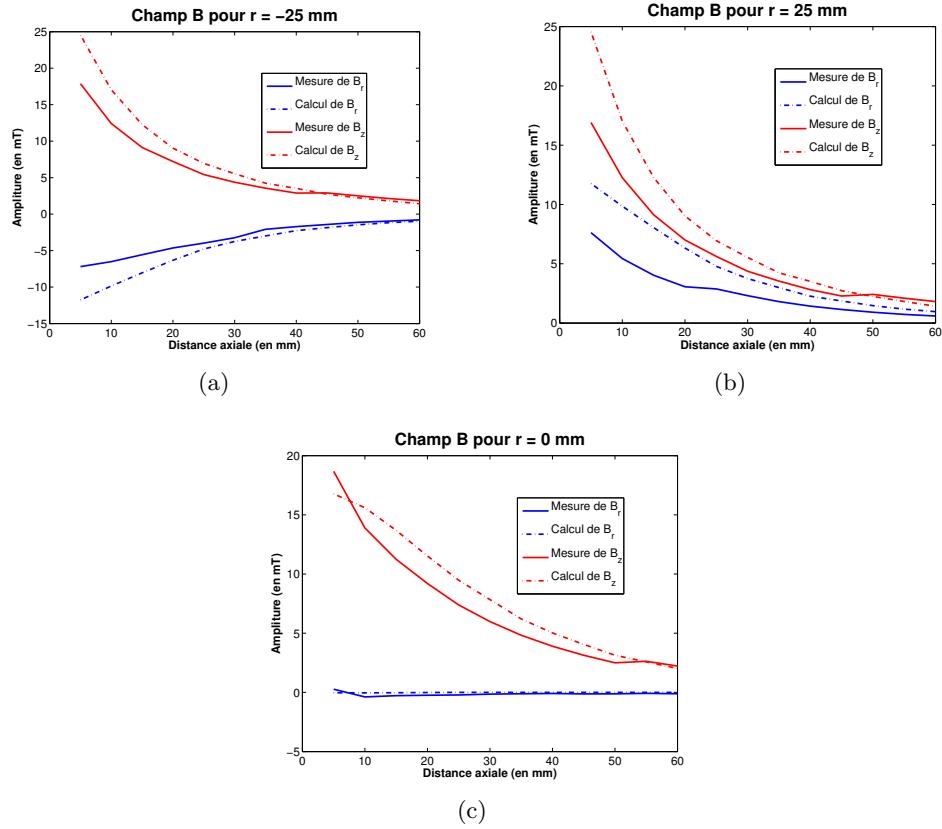 Champ B pour r = −25 mm
25
20
15
10
5
0
−5
−10
−15
Ampliture (en mT)
Mesure de B_r
Calcul de B_r
Mesure de B_z
Calcul de B_z
0 10 20 30 40 50 60
Distance axiale (en mm)
(a)
Champ B pour r = 25 mm
25
20
15
10
5
0
Ampliture (en mT)
Mesure de B_r
Calcul de B_r
Mesure de B_z
Calcul de B_z
0 10 20 30 40 50 60
Distance axiale (en mm)
(b)
Champ B pour r = 0 mm
20
15
10
5
0
−5
Ampliture (en mT)
Mesure de B_r
Calcul de B_r
Mesure de B_z
Calcul de B_z
0 10 20 30 40 50 60
Distance axiale (en mm)
(c)